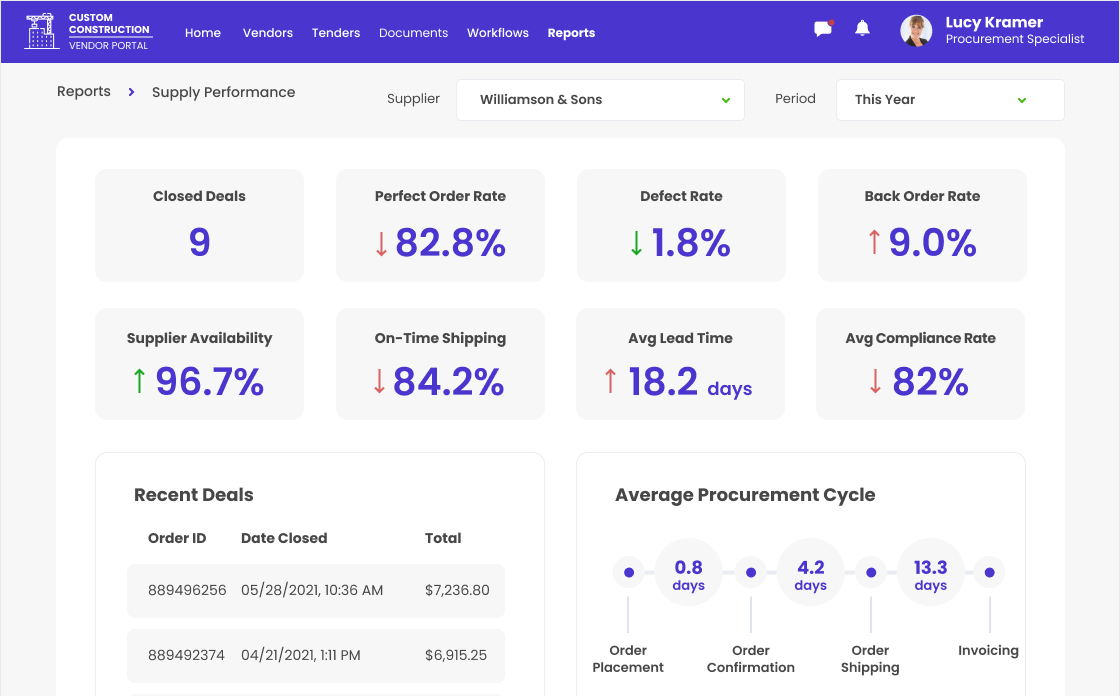 CUSTOM
CONSTRUCTION
VENDOR PORTAL
Home Vendors Tenders Documents Workflows Reports
Lucy Kramer
Procurement Specialist
Reports Supply Performance
Supplier Williamson & Sons Period This Year
Closed Deals Perfect Order Rate Defect Rate Back Order Rate
9 ↓ 82.8% ↓ 1.8% ↑ 9.0%
Supplier Availability On-Time Shipping Avg Lead Time Avg Compliance Rate
↑ 96.7% ↓ 84.2% ↑ 18.2 days ↓ 82%
Recent Deals
Order ID Date Closed Total
889496256 05/28/2021, 10:36 AM $7,236.80
889492374 04/21/2021, 1:11 PM $6,915.25
Average Procurement Cycle
0.8 4.2 13.3
days days days
Order Order Order Invoicing
Placement Confirmation Shipping